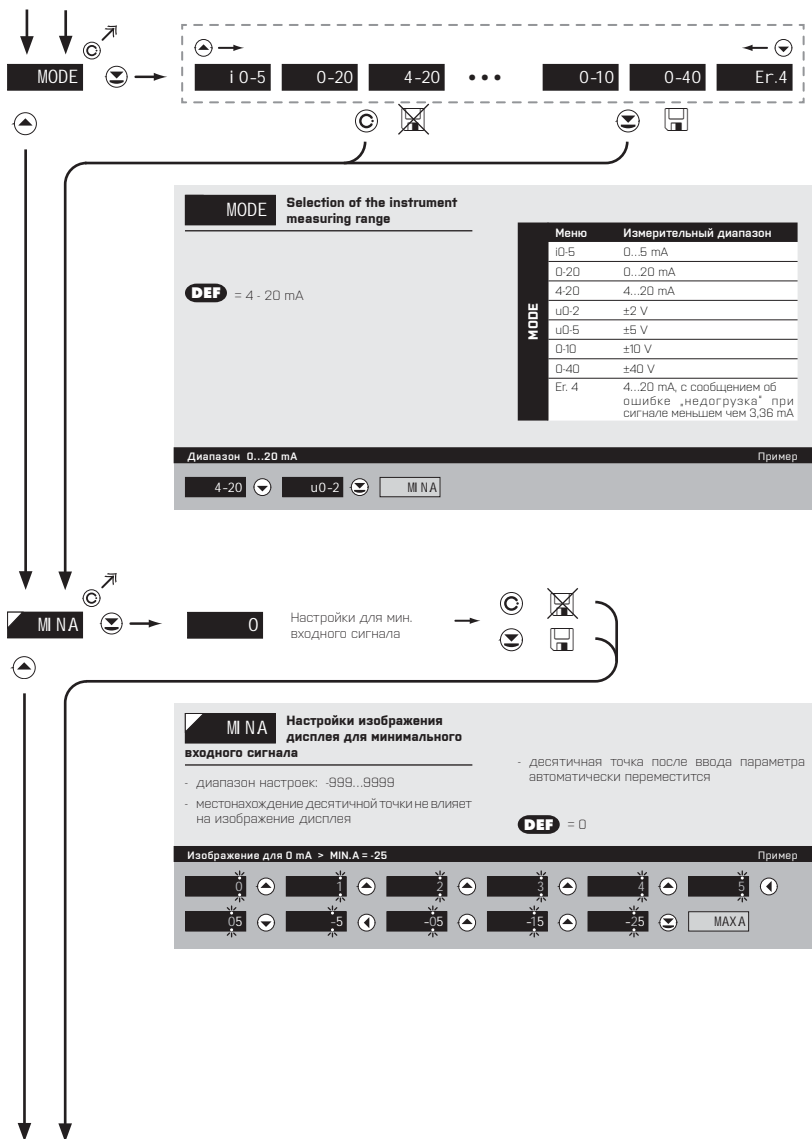 MODE
i 0-5 0-20 4-20 ••• 0-10 0-40 Er.4
MODE Selection of the instrument
measuring range
DEF = 4 - 20 mA
MODE
Меню Измерительный диапазон
i0-5 0...5 mA
0-20 0...20 mA
4-20 4...20 mA
u0-2 ±2 V
u0-5 ±5 V
0-10 ±10 V
0-40 ±40 V
Er. 4 4...20 mA, с сообщением об
ошибке „недогрузка" при
сигнале меньшем чем 3,36 mA
Диапазон 0...20 mA Пример
4-20 u0-2 MINA
MINA 0 Настройки для мин.
входного сигнала
MINA Настройки изображения
дисплея для минимального
входного сигнала
- диапазон настроек: -999...9999
- местонахождение десятичной точки не влияет
на изображение дисплея
- десятичная точка после ввода параметра
автоматически переместится
DEF = 0
Изображение для 0 mA > MIN.A = -25 Пример
0 1 2 3 4 5
05 -5 -05 -15 -25 MAXA